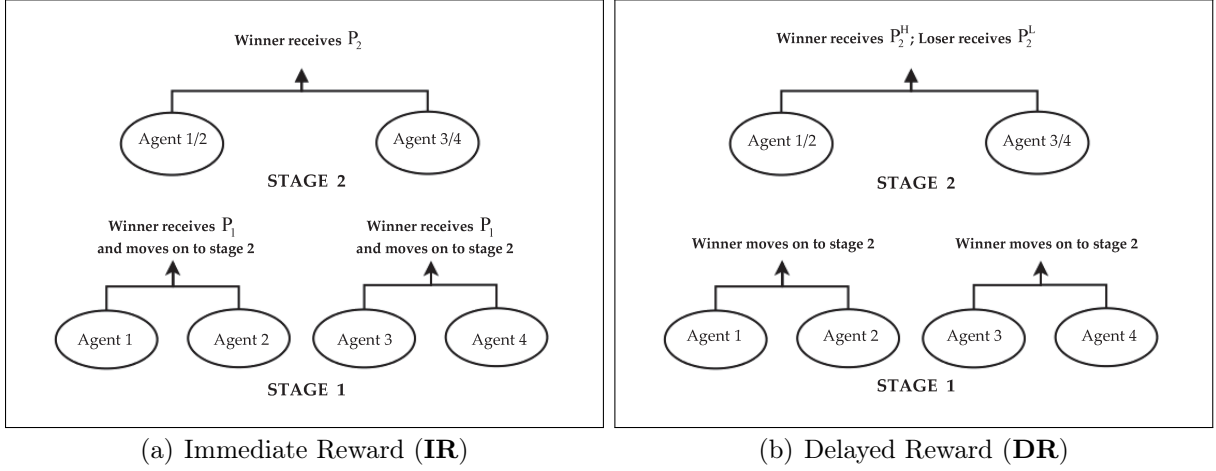 Winner receives P₂
Agent 1/2
Agent 3/4
STAGE 2
Winner receives P₁
and moves on to stage 2
Winner receives P₁
and moves on to stage 2
Agent 1
Agent 2
Agent 3
Agent 4
STAGE 1
(a) Immediate Reward (IR)
Winner receives P₂ᴴ; Loser receives P₂ᴸ
Agent 1/2
Agent 3/4
STAGE 2
Winner moves on to stage 2
Winner moves on to stage 2
Agent 1
Agent 2
Agent 3
Agent 4
STAGE 1
(b) Delayed Reward (DR)